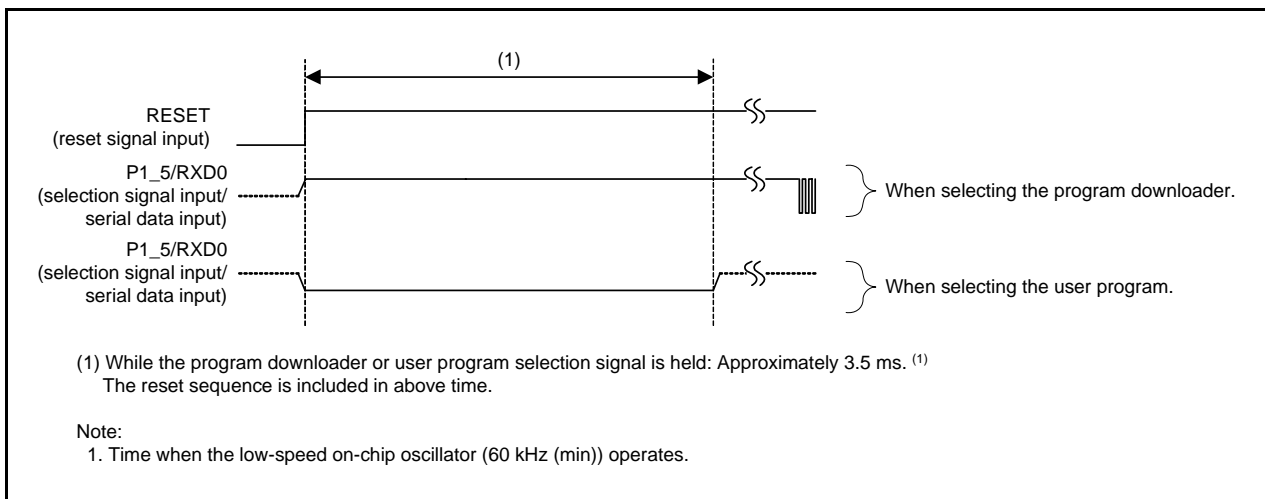 (1)
RESET
(reset signal input)
P1_5/RXD0
(selection signal input/
serial data input)
When selecting the program downloader.
P1_5/RXD0
(selection signal input/
serial data input)
When selecting the user program.
(1) While the program downloader or user program selection signal is held: Approximately 3.5 ms. (1)
The reset sequence is included in above time.
Note:
1. Time when the low-speed on-chip oscillator (60 kHz (min)) operates.